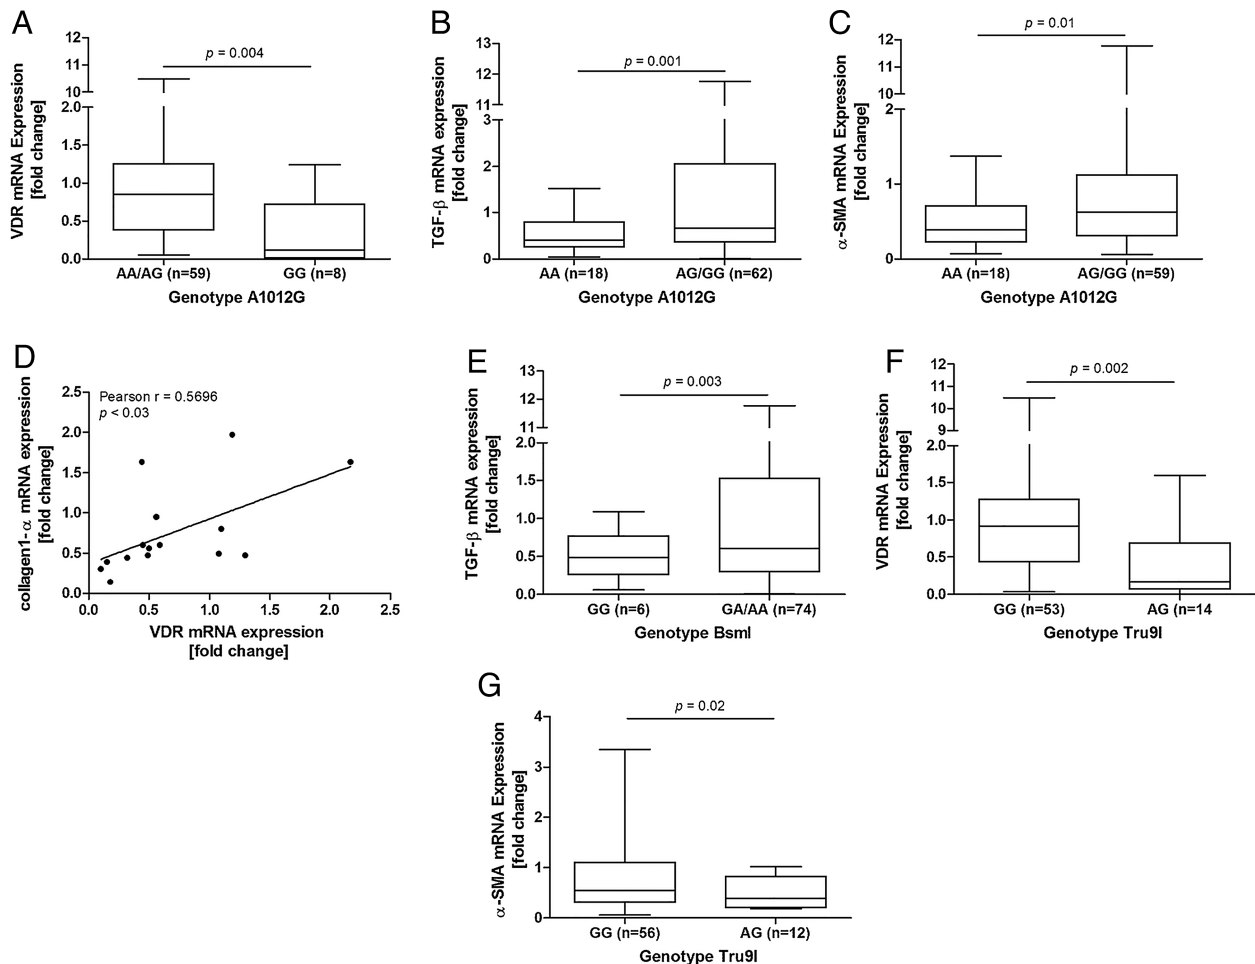 A
VDR mRNA Expression
[fold change]
12
11
10
2.0
1.5
1.0
0.5
0.0
p = 0.004
AA/AG (n=59)
GG (n=8)
Genotype A1012G
B
TGF-β mRNA expression
[fold change]
13
12
11
3
2
1
0
p = 0.001
AA (n=18)
AG/GG (n=62)
Genotype A1012G
C
α-SMA mRNA Expression
[fold change]
12
11
10
2
1
0
p = 0.01
AA (n=18)
AG/GG (n=59)
Genotype A1012G
D
collagen1-α mRNA expression
[fold change]
2.5
2.0
1.5
1.0
0.5
0.0
Pearson r = 0.5696
p < 0.03
0.0 0.5 1.0 1.5 2.0 2.5
VDR mRNA expression
[fold change]
E
TGF-β mRNA expression
[fold change]
13
12
11
2.0
1.5
1.0
0.5
0.0
p = 0.003
GG (n=6)
GA/AA (n=74)
Genotype BsmI
F
VDR mRNA Expression
[fold change]
12
11
10
9
2.0
1.5
1.0
0.5
0.0
p = 0.002
GG (n=53)
AG (n=14
Genotype Tru9I
G
α-SMA mRNA Expression
[fold change]
4
3
2
1
0
p = 0.02
GG (n=56)
AG (n=12)
Genotype Tru9I